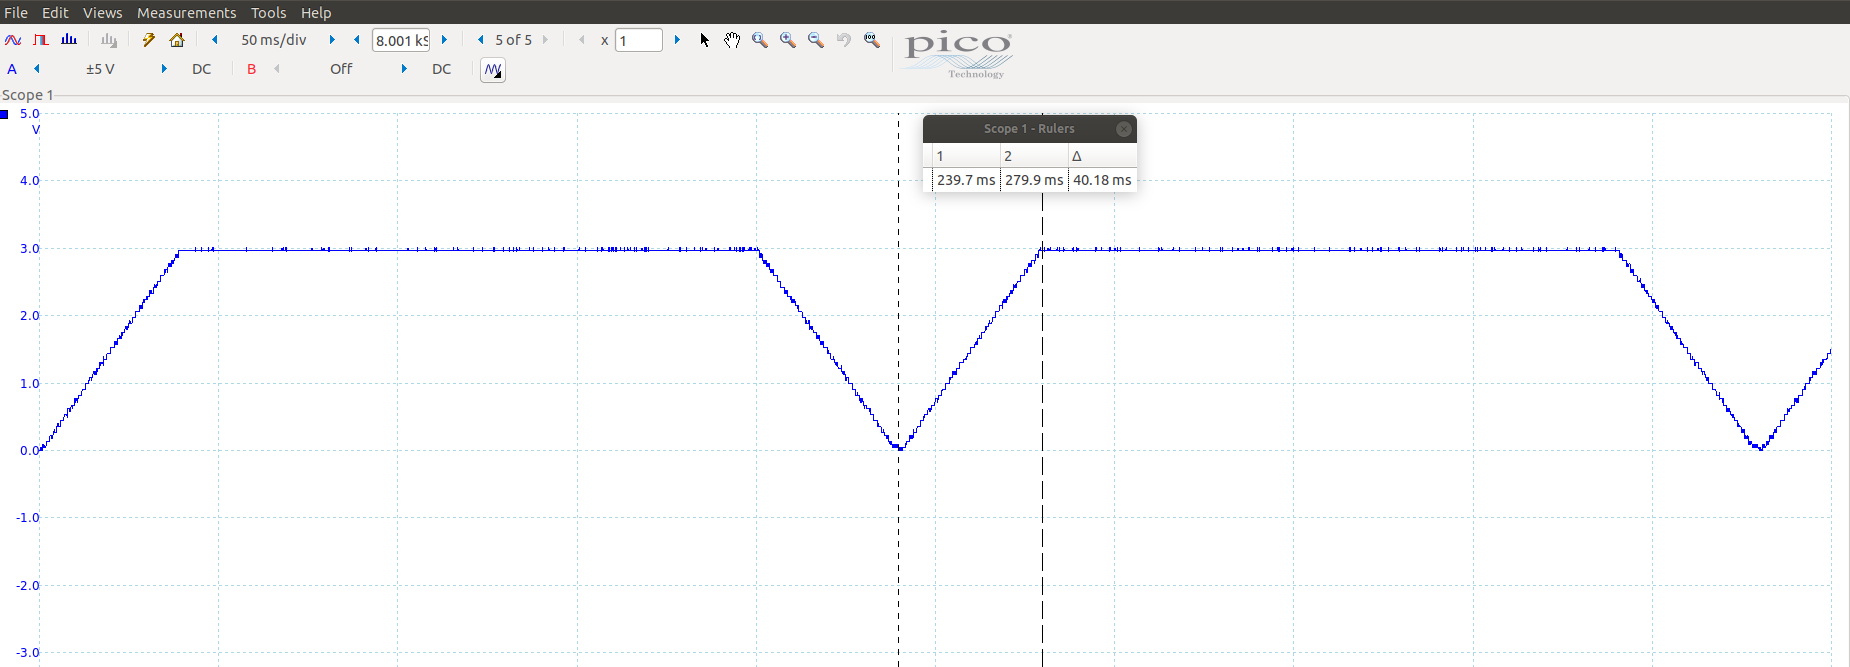 File Edit Views Measurements Tools Help
50 ms/div 8.001 kS 5 of 5 x 1
pico
Technology
A ±5 V DC B Off DC
Scope 1
5.0
V
Scope 1 - Rulers
1 2 Δ
239.7 ms 279.9 ms 40.18 ms
4.0
3.0
2.0
1.0
0.0
-1.0
-2.0
-3.0